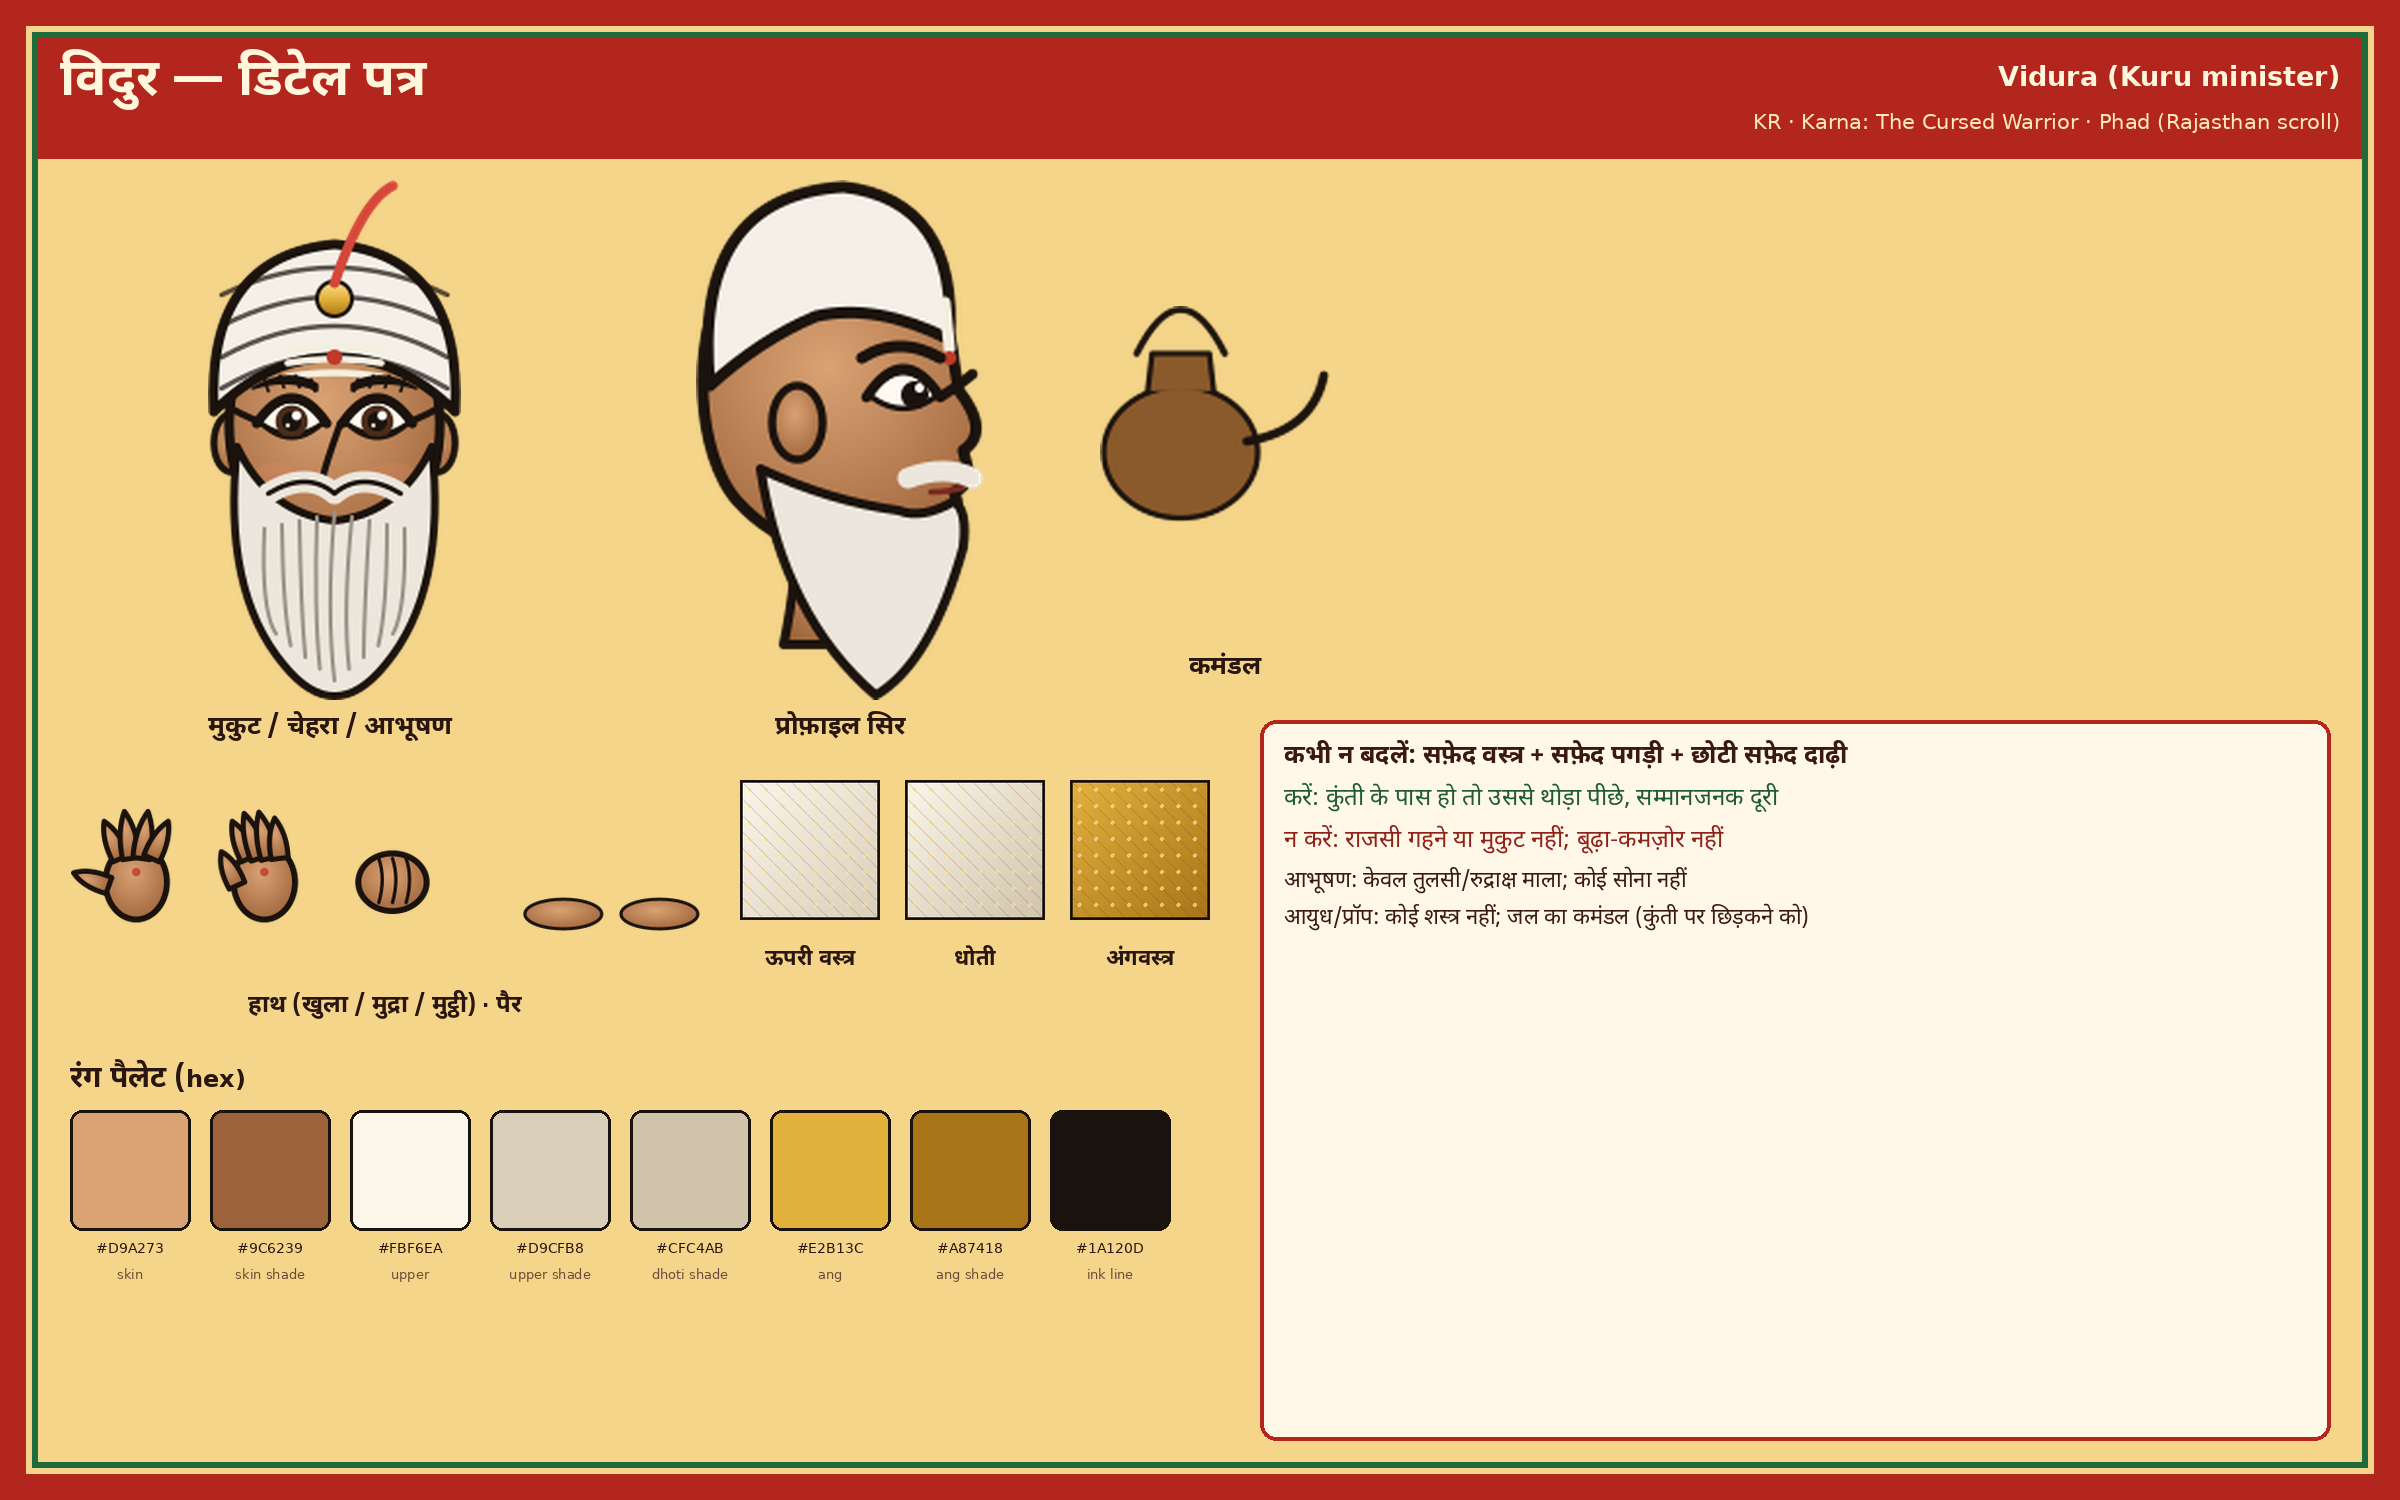 विदुर — डिटेल पत्र
Vidura (Kuru minister)
KR · Karna: The Cursed Warrior · Phad (Rajasthan scroll)
कमंडल
मुकुट / चेहरा / आभूषण
प्रोफ़ाइल सिर
कभी न बदलें: सफ़ेद वस्त्र + सफ़ेद पगड़ी + छोटी सफ़ेद दाढ़ी
करें: कुंती के पास हो तो उससे थोड़ा पीछे, सम्मानजनक दूरी
न करें: राजसी गहने या मुकुट नहीं; बूढ़ा-कमज़ोर नहीं
आभूषण: केवल तुलसी/रुद्राक्ष माला; कोई सोना नहीं
आयुध/प्रॉप: कोई शस्त्र नहीं; जल का कमंडल (कुंती पर छिड़कने को)
ऊपरी वस्त्र
धोती
अंगवस्त्र
हाथ (खुला / मुद्रा / मुट्ठी) · पैर
रंग पैलेट (hex)
#D9A273
#9C6239
#FBF6EA
#D9CFB8
#CFC4AB
#E2B13C
#A87418
#1A120D
skin
skin shade
upper
upper shade
dhoti shade
ang
ang shade
ink line